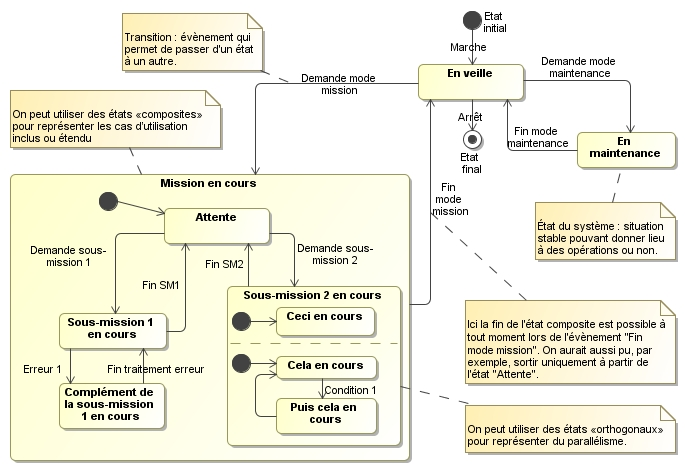 Etat
initial
Transition : évènement qui
permet de passer d'un état
à un autre.
Marche
En veille
Demande mode
maintenance
Demande mode
mission
On peut utiliser des états «composites»
pour représenter les cas d'utilisation
inclus ou étendu
Arrêt
Fin mode
maintenance
En
maintenance
Etat
final
Mission en cours
Fin
mode
mission
Attente
État du système : situation
stable pouvant donner lieu
à des opérations ou non.
Demande sous-
mission 1
Demande sous-
mission 2
Fin SM2
Fin SM1
Sous-mission 2 en cours
Sous-mission 1
en cours
Ceci en cours
Ici la fin de l'état composite est possible à
tout moment lors de l'évènement "Fin
mode mission". On aurait aussi pu, par
exemple, sortir uniquement à partir de
l'état "Attente".
Erreur 1
Fin traitement erreur
Cela en cours
Condition 1
Complément de
la sous-mission
1 en cours
Puis cela en
cours
On peut utiliser des états «orthogonaux»
pour représenter du parallélisme.